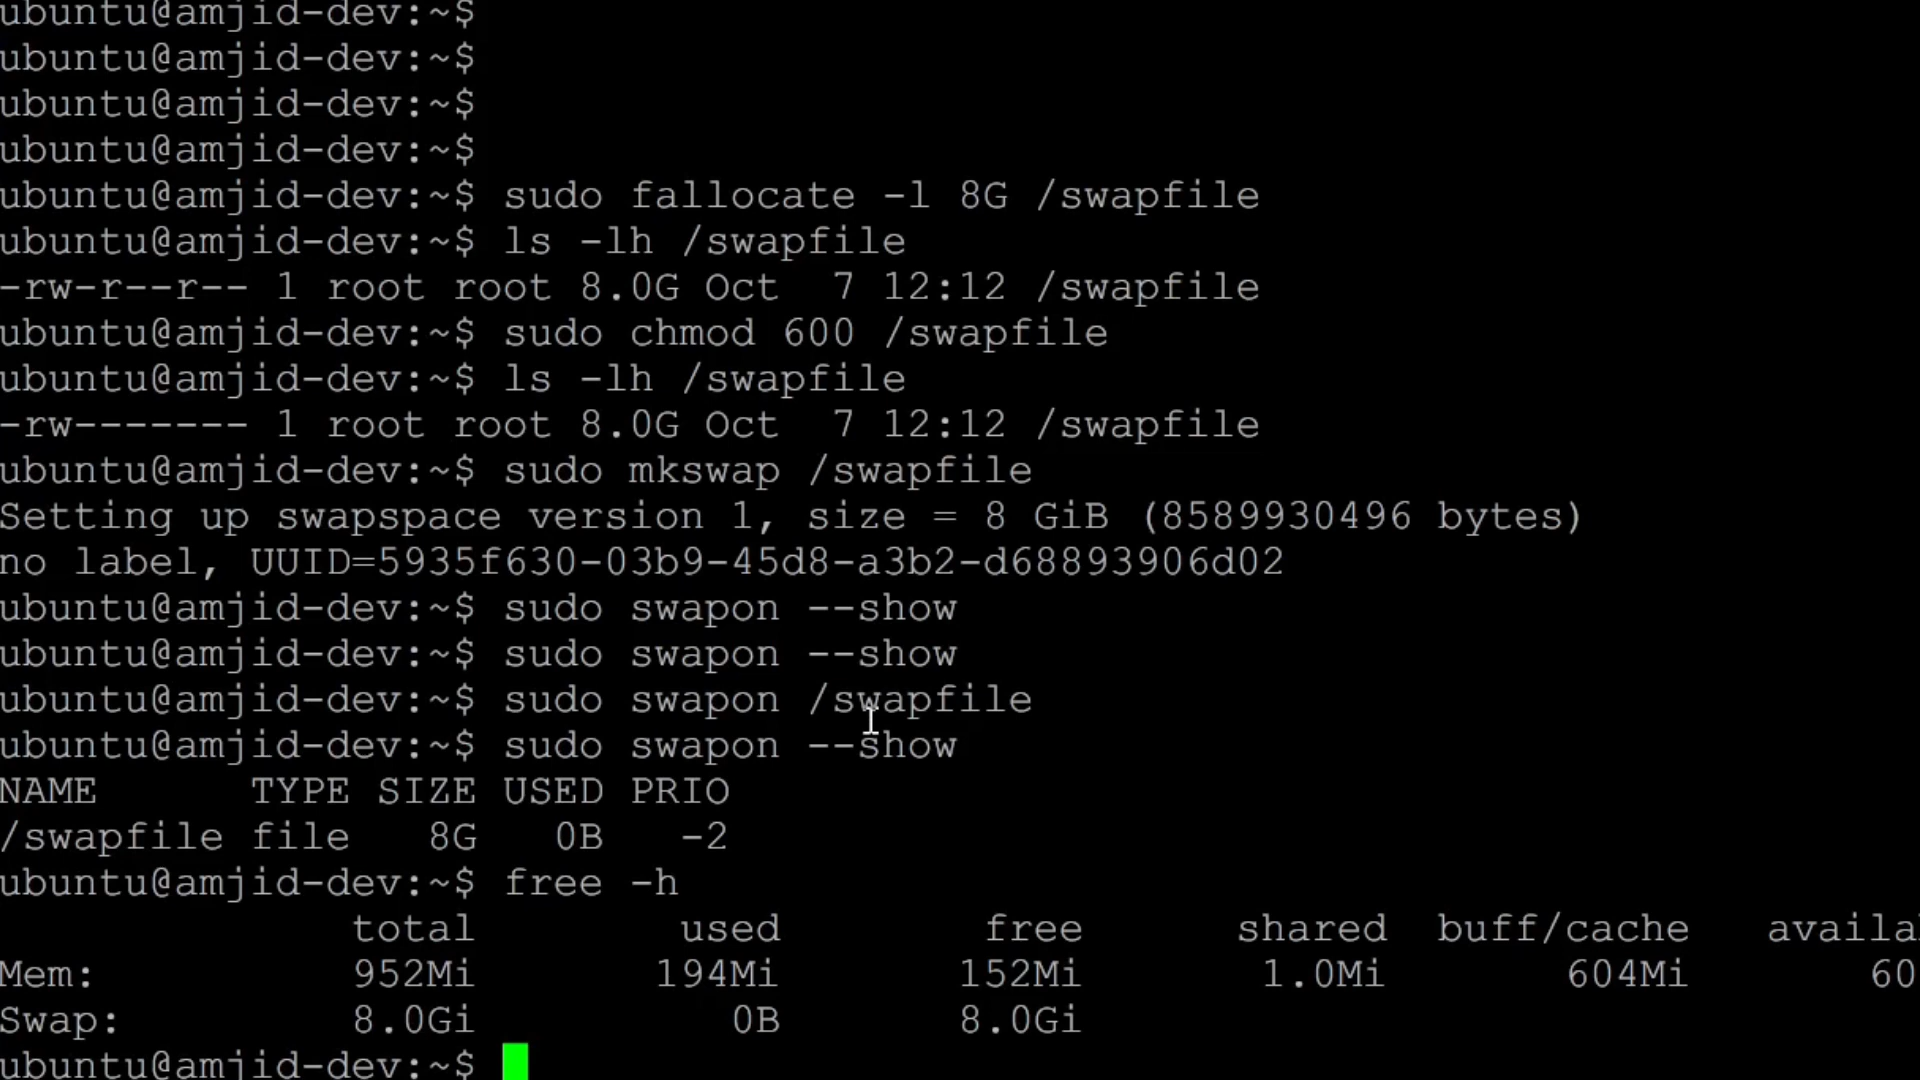 ubuntu@amjid-dev:~$
ubuntu@amjid-dev:~$
ubuntu@amjid-dev:~$
ubuntu@amjid-dev:~$
ubuntu@amjid-dev:~$ sudo fallocate -l 8G /swapfile
ubuntu@amjid-dev:~$ ls -lh /swapfile
-rw-r--r-- 1 root root 8.0G Oct  7 12:12 /swapfile
ubuntu@amjid-dev:~$ sudo chmod 600 /swapfile
ubuntu@amjid-dev:~$ ls -lh /swapfile
-rw------- 1 root root 8.0G Oct  7 12:12 /swapfile
ubuntu@amjid-dev:~$ sudo mkswap /swapfile
Setting up swapspace version 1, size = 8 GiB (8589930496 bytes)
no label, UUID=5935f630-03b9-45d8-a3b2-d68893906d02
ubuntu@amjid-dev:~$ sudo swapon --show
ubuntu@amjid-dev:~$ sudo swapon --show
ubuntu@amjid-dev:~$ sudo swapon /swapfile
ubuntu@amjid-dev:~$ sudo swapon --show
NAME      TYPE SIZE USED PRIO
/swapfile file   8G   0B   -2
ubuntu@amjid-dev:~$ free -h
              total        used        free      shared  buff/cache   availa
Mem:          952Mi       194Mi       152Mi       1.0Mi       604Mi       60
Swap:         8.0Gi          0B       8.0Gi
ubuntu@amjid-dev:~$